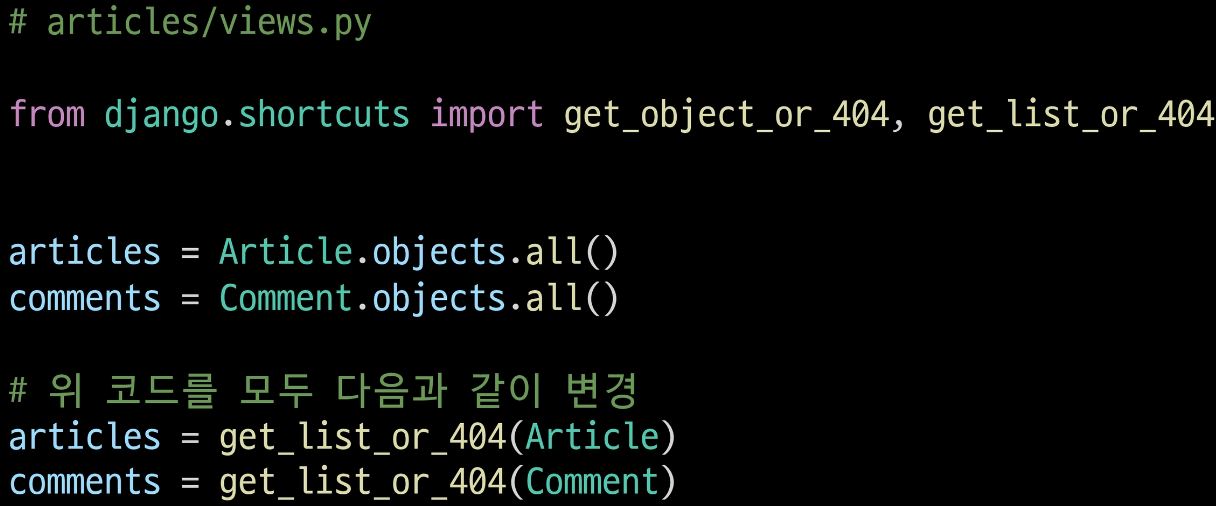 # articles/views.py
from django.shortcuts import get_object_or_404, get_list_or_404
articles = Article.objects.all()
comments = Comment.objects.all()
# 위 코드를 모두 다음과 같이 변경
articles = get_list_or_404(Article)
comments = get_list_or_404(Comment)